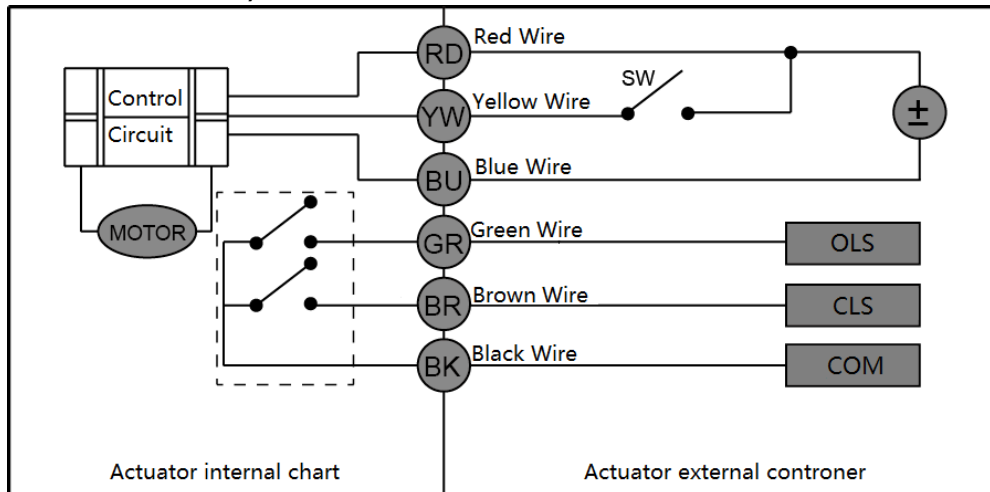 RD Red Wire
SW
Control
YW Yellow Wire
±
Circuit
BU Blue Wire
MOTOR
GR Green Wire OLS
BR Brown Wire CLS
BK Black Wire COM
Actuator internal chart
Actuator external controner